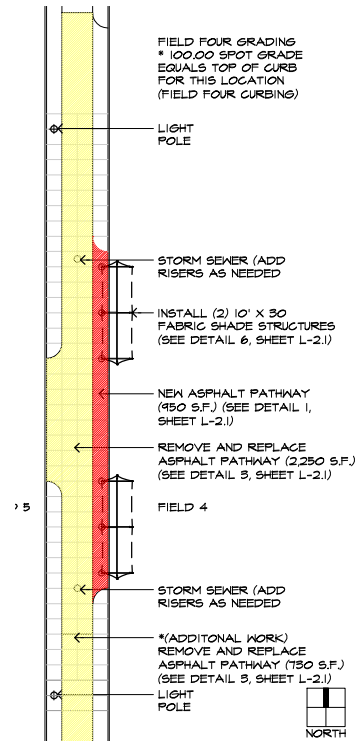 FIELD FOUR GRADING
* 100.00 SPOT GRADE
EQUALS TOP OF CURB
FOR THIS LOCATION
(FIELD FOUR CURBING)
LIGHT
POLE
STORM SEWER (ADD
RISERS AS NEEDED
INSTALL (2) 10' X 30
FABRIC SHADE STRUCTURES
(SEE DETAIL 6, SHEET L-2.1)
NEW ASPHALT PATHWAY
(950 S.F.) (SEE DETAIL 1,
SHEET L-2.1)
REMOVE AND REPLACE
ASPHALT PATHWAY (2,250 S.F.)
(SEE DETAIL 3, SHEET L-2.1)
5
FIELD 4
STORM SEWER (ADD
RISERS AS NEEDED
*(ADDITONAL WORK)
REMOVE AND REPLACE
ASPHALT PATHWAY (730 S.F.)
(SEE DETAIL 3, SHEET L-2.1)
LIGHT
POLE
NORTH